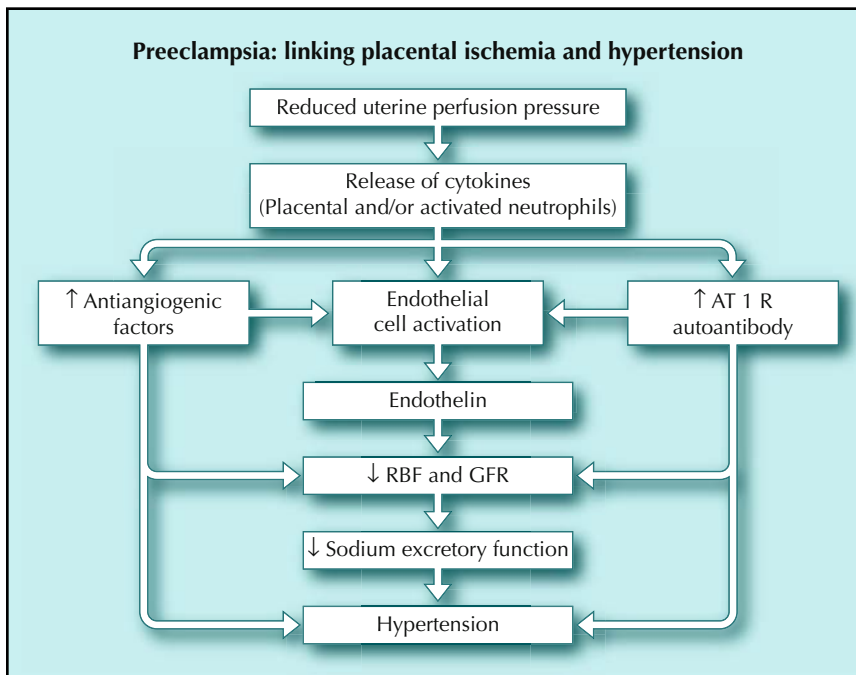 Preeclampsia: linking placental ischemia and hypertension
Reduced uterine perfusion pressure
Release of cytokines
(Placental and/or activated neutrophils)
↑ Antiangiogenic
factors
Endothelial
cell activation
↑ AT 1 R
autoantibody
Endothelin
↓ RBF and GFR
↓ Sodium excretory function
Hypertension